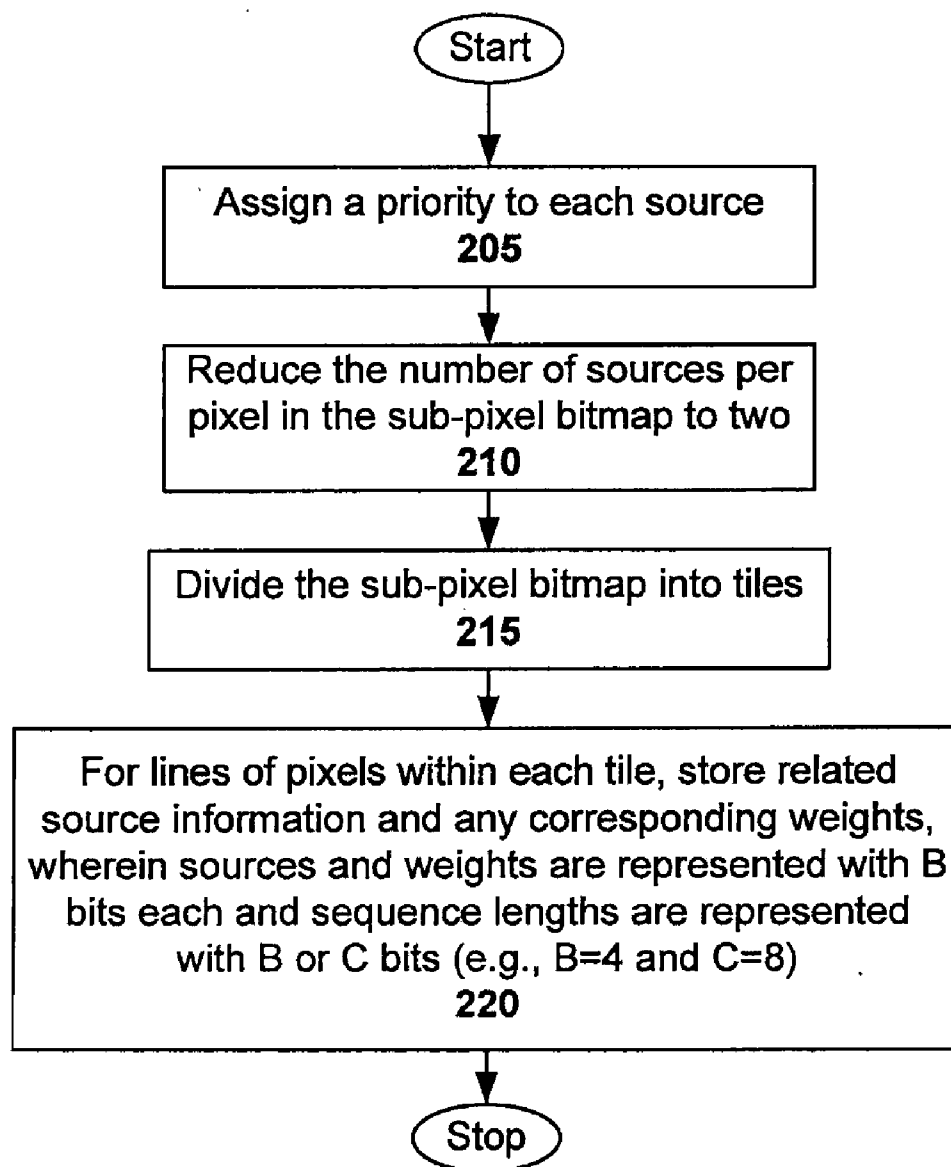 Start
Assign a priority to each source
205
Reduce the number of sources per
pixel in the sub-pixel bitmap to two
210
Divide the sub-pixel bitmap into tiles
215
For lines of pixels within each tile, store related
source information and any corresponding weights,
wherein sources and weights are represented with B
bits each and sequence lengths are represented
with B or C bits (e.g., B=4 and C=8)
220
Stop